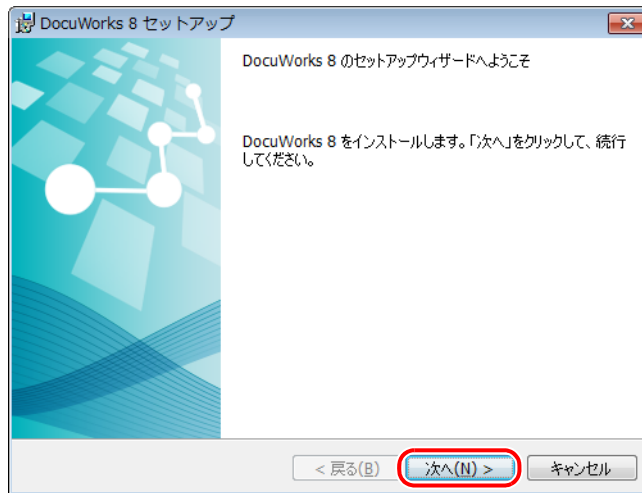 DocuWorks 8 セットアップ
DocuWorks 8 のセットアップウィザードへようこそ
DocuWorks 8 をインストールします。「次へ」をクリックして、続行
してください。
< 戻る(B)
次へ(N) >
キャンセル